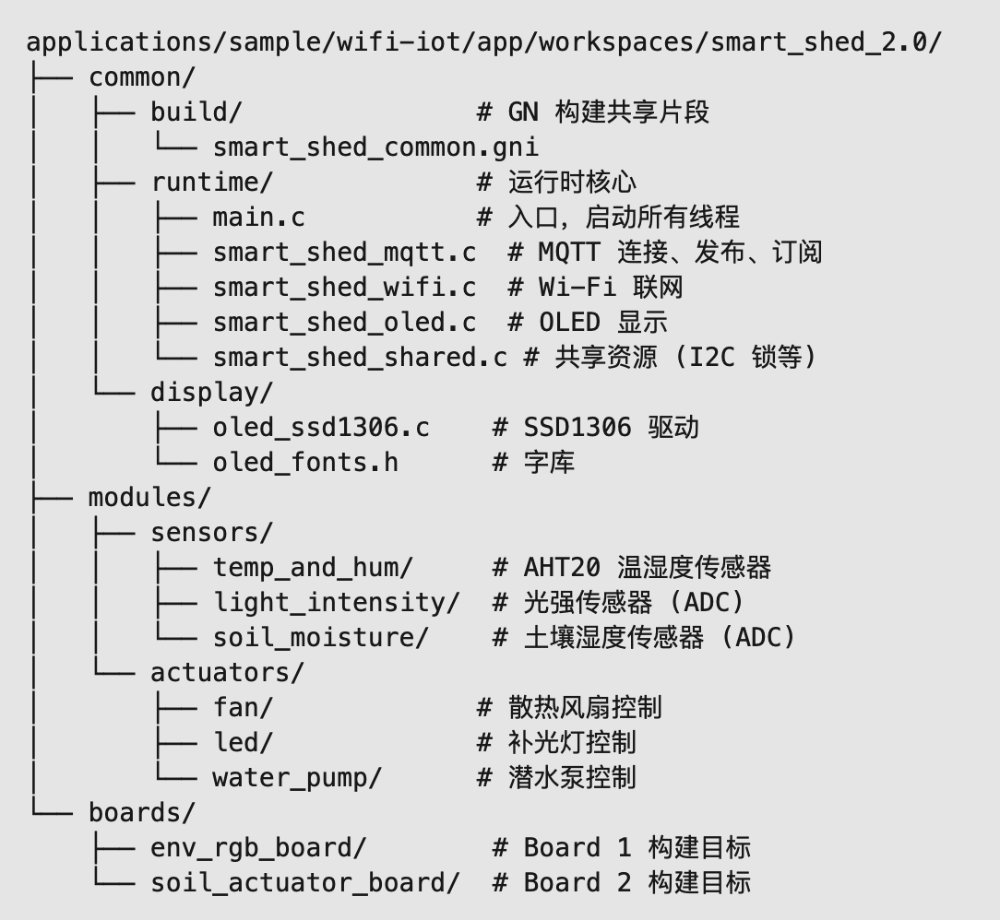 applications/sample/wifi-iot/app/workspaces/smart_shed_2.0/
├── common/
│   ├── build/               # GN 构建共享片段
│   │   └── smart_shed_common.gni
│   ├── runtime/             # 运行时核心
│   │   ├── main.c           # 入口，启动所有线程
│   │   ├── smart_shed_mqtt.c  # MQTT 连接、发布、订阅
│   │   ├── smart_shed_wifi.c  # Wi-Fi 联网
│   │   ├── smart_shed_oled.c  # OLED 显示
│   │   └── smart_shed_shared.c # 共享资源 (I2C 锁等)
│   └── display/
│       ├── oled_ssd1306.c    # SSD1306 驱动
│       └── oled_fonts.h      # 字库
├── modules/
│   ├── sensors/
│   │   ├── temp_and_hum/     # AHT20 温湿度传感器
│   │   ├── light_intensity/  # 光强传感器 (ADC)
│   │   └── soil_moisture/    # 土壤湿度传感器 (ADC)
│   └── actuators/
│       ├── fan/             # 散热风扇控制
│       ├── led/             # 补光灯控制
│       └── water_pump/      # 潜水泵控制
└── boards/
    ├── env_rgb_board/        # Board 1 构建目标
    └── soil_actuator_board/  # Board 2 构建目标